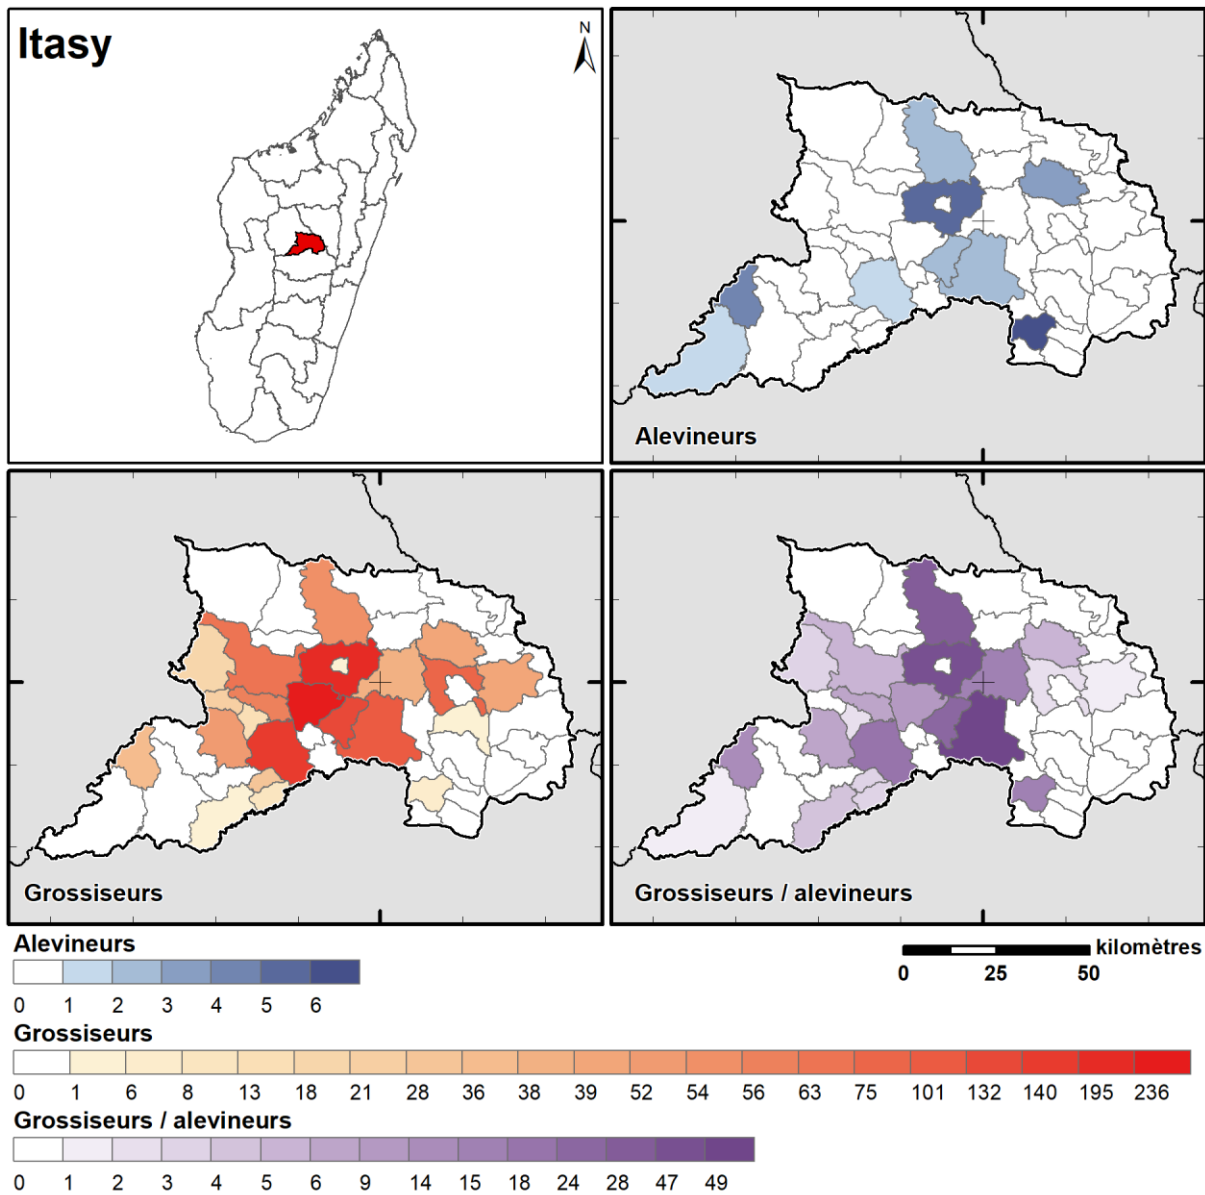 Itasy
N
Alevineurs
Grossiseurs
Grossiseurs / alevineurs
Alevineurs
0 1 2 3 4 5 6
kilomètres
0 25 50
Grossiseurs
0 1 6 8 13 18 21 28 36 38 39 52 54 56 63 75 101 132 140 195 236
Grossiseurs / alevineurs
0 1 2 3 4 5 6 9 14 15 18 24 28 47 49